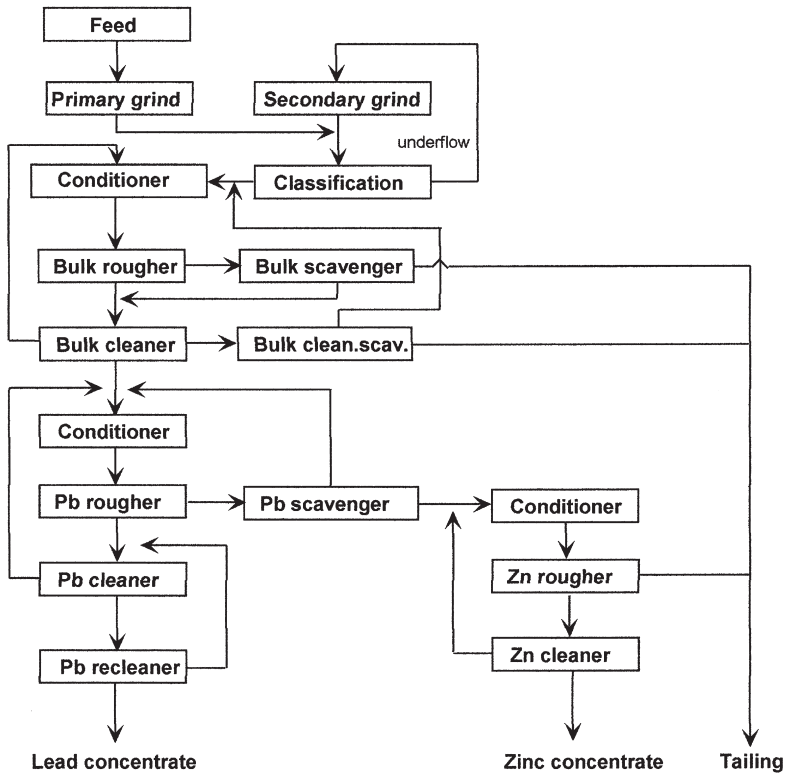 Feed
Primary grind
Secondary grind
underflow
Conditioner
Classification
Bulk rougher
Bulk scavenger
Bulk cleaner
Bulk clean.scav.
Conditioner
Pb rougher
Pb scavenger
Conditioner
Pb cleaner
Zn rougher
Pb recleaner
Zn cleaner
Lead concentrate
Zinc concentrate
Tailing